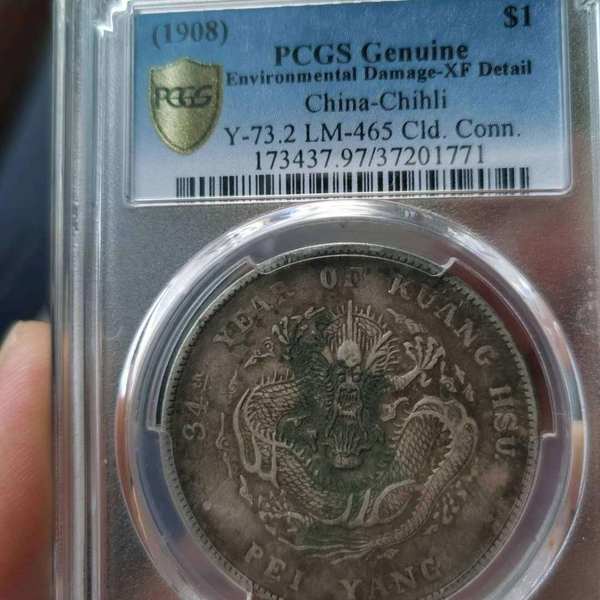 (1908) $1
PCGS Genuine
Environmental Damage-XF Detail
China-Chihli
Y-73.2 LM-465 Cld. Conn.
173437.97/37201771
PCGS
34TH YEAR OF KUANG HSU
PEI YANG